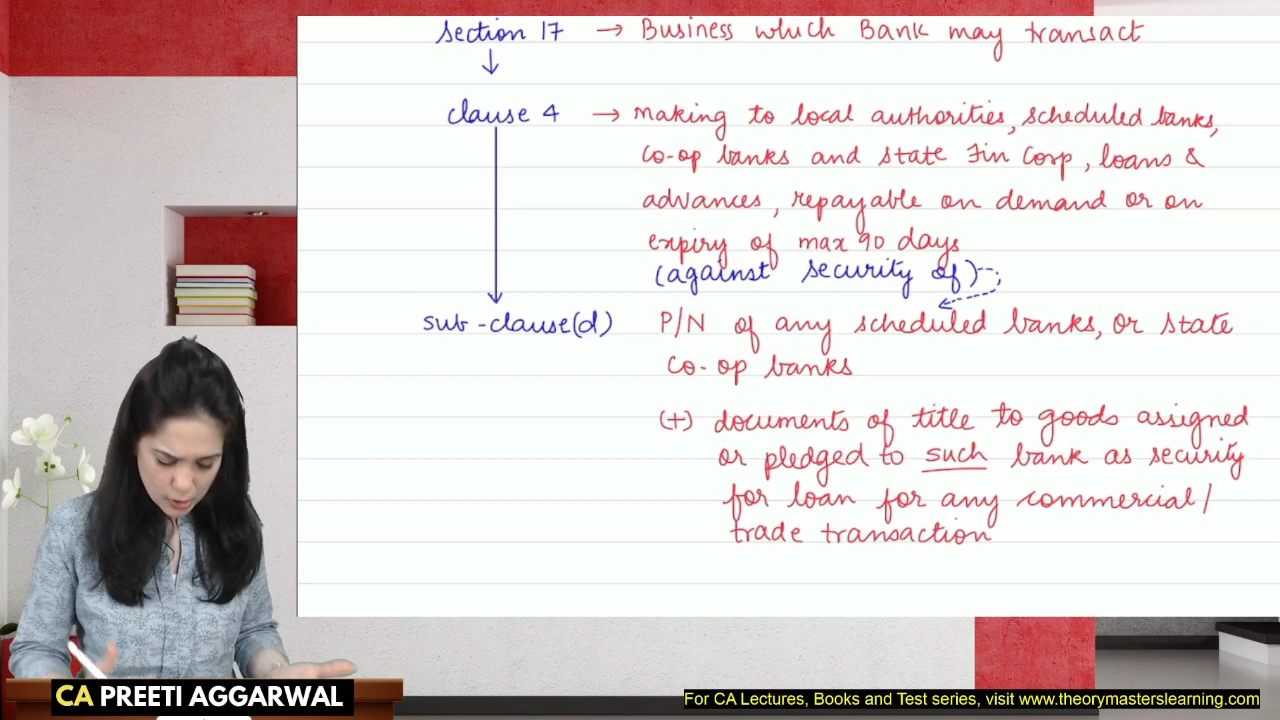 Section 17 → Business which Bank may transact
clause 4 → making to local authorities, scheduled banks,
co-op banks and state Fin Corp, loans &
advances, repayable on demand or on
expiry of max 90 days
(against security of)
sub-clause(d) P/N of any scheduled banks, or state
co-op banks
(+) documents of title to goods assigned
or pledged to such bank as security
for loan for any commercial/
trade transaction
CA PREETI AGGARWAL
For CA Lectures, Books and Test series, visit www.theorymasterslearning.com